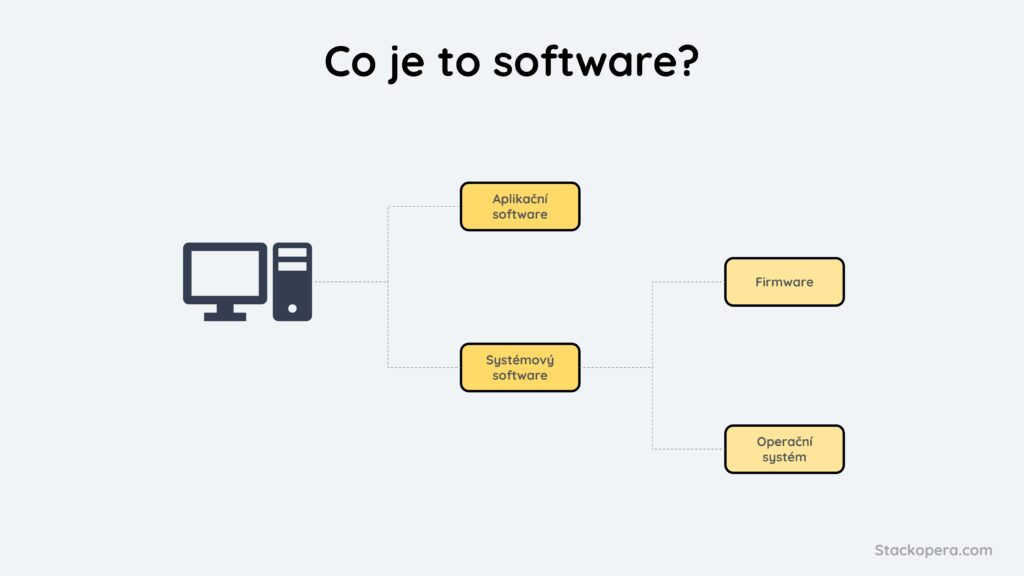 Co je to software?
Aplikační
software
Firmware
Systémový
software
Operační
systém
Stackopera.com